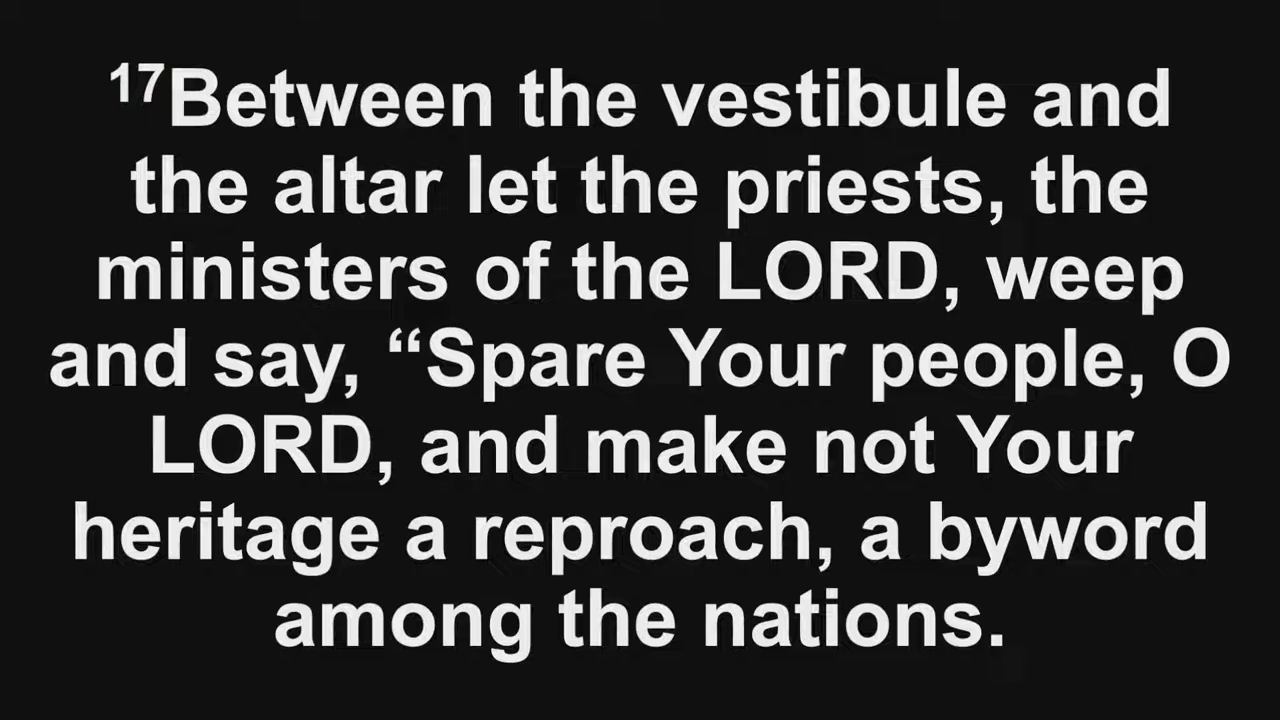 17Between the vestibule and
the altar let the priests, the
ministers of the LORD, weep
and say, “Spare Your people, O
LORD, and make not Your
heritage a reproach, a byword
among the nations.